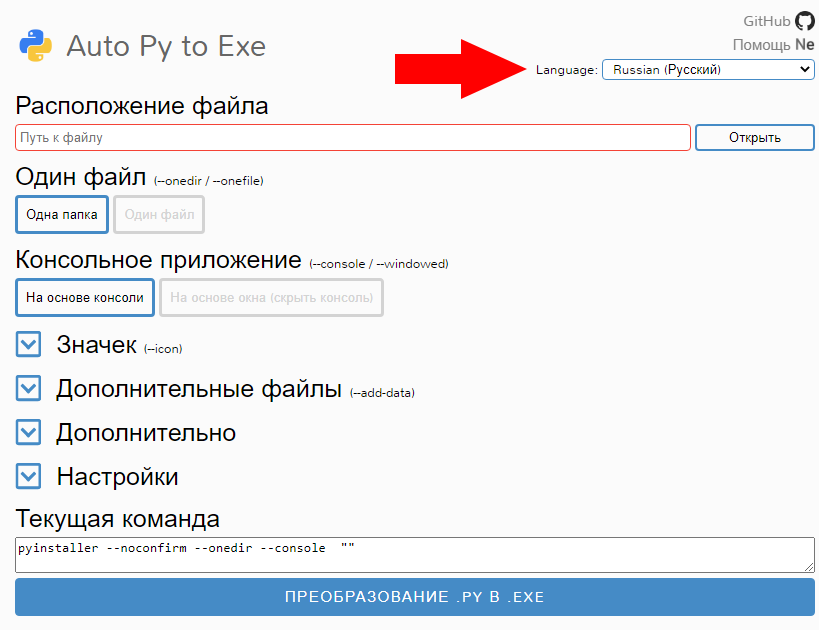 GitHub
Auto Py to Exe
Помощь Ne
Language: Russian (Русский)
Расположение файла
Путь к файлу
Открыть
Один файл (--onedir / --onefile)
Одна папка Один файл
Консольное приложение (--console / --windowed)
На основе консоли На основе окна (скрыть консоль)
Значек (--icon)
Дополнительные файлы (--add-data)
Дополнительно
Настройки
Текущая команда
pyinstaller --noconfirm --onedir --console ""
ПРЕОБРАЗОВАНИЕ .PY В .EXE